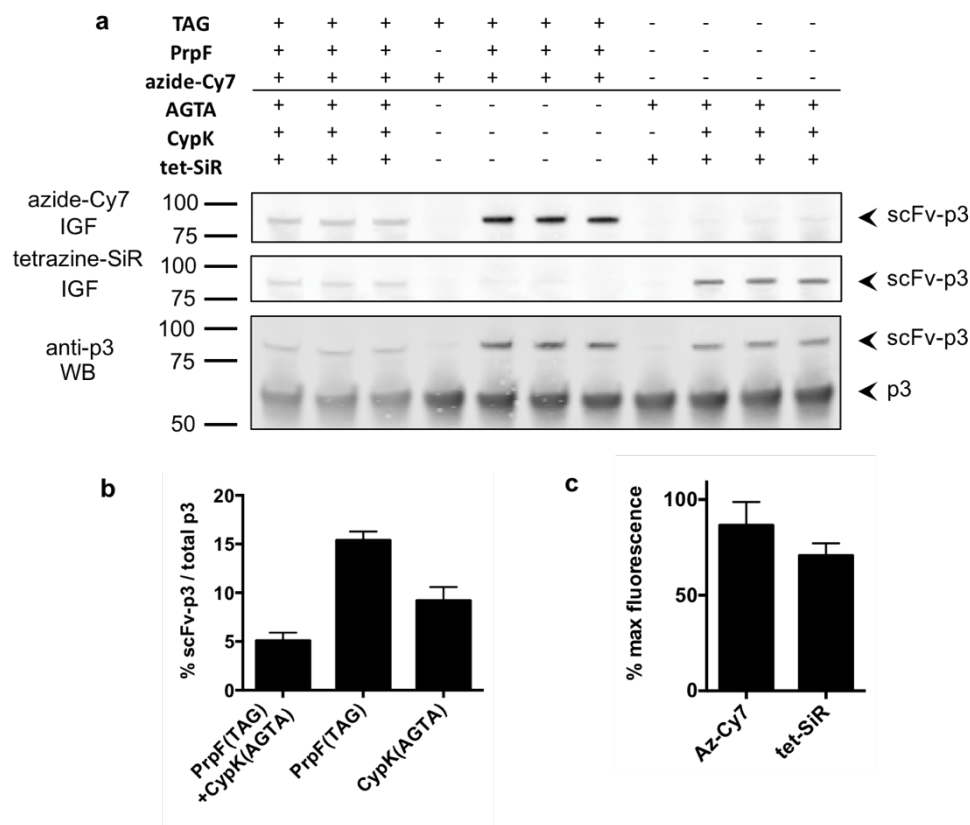 a
TAG + + + + + + + - - - -
PrpF + + + - + + + - - - -
azide-Cy7 + + + + + + + - - - -
AGTA + + + - - - - + + + +
CypK + + + - - - - - + + +
tet-SiR + + + - - - - + + + +
azide-Cy7
IGF
100
75
scFv-p3
tetrazine-SiR
IGF
100
75
scFv-p3
anti-p3
WB
100
75
50
scFv-p3
p3
b
% scFv-p3 / total p3
20
15
10
5
0
PrpF(TAG)
+CypK(AGTA)
PrpF(TAG)
CypK(AGTA)
c
% max fluorescence
100
50
0
Az-Cy7
tet-SiR